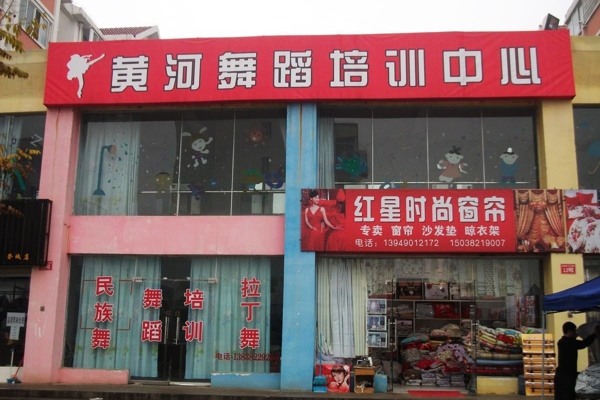 黄河舞蹈培训中心
红星时尚窗帘
专卖 窗帘 沙发垫 晾衣架
电话：13949012172 15038219007
民族舞
舞蹈
培训
拉丁舞